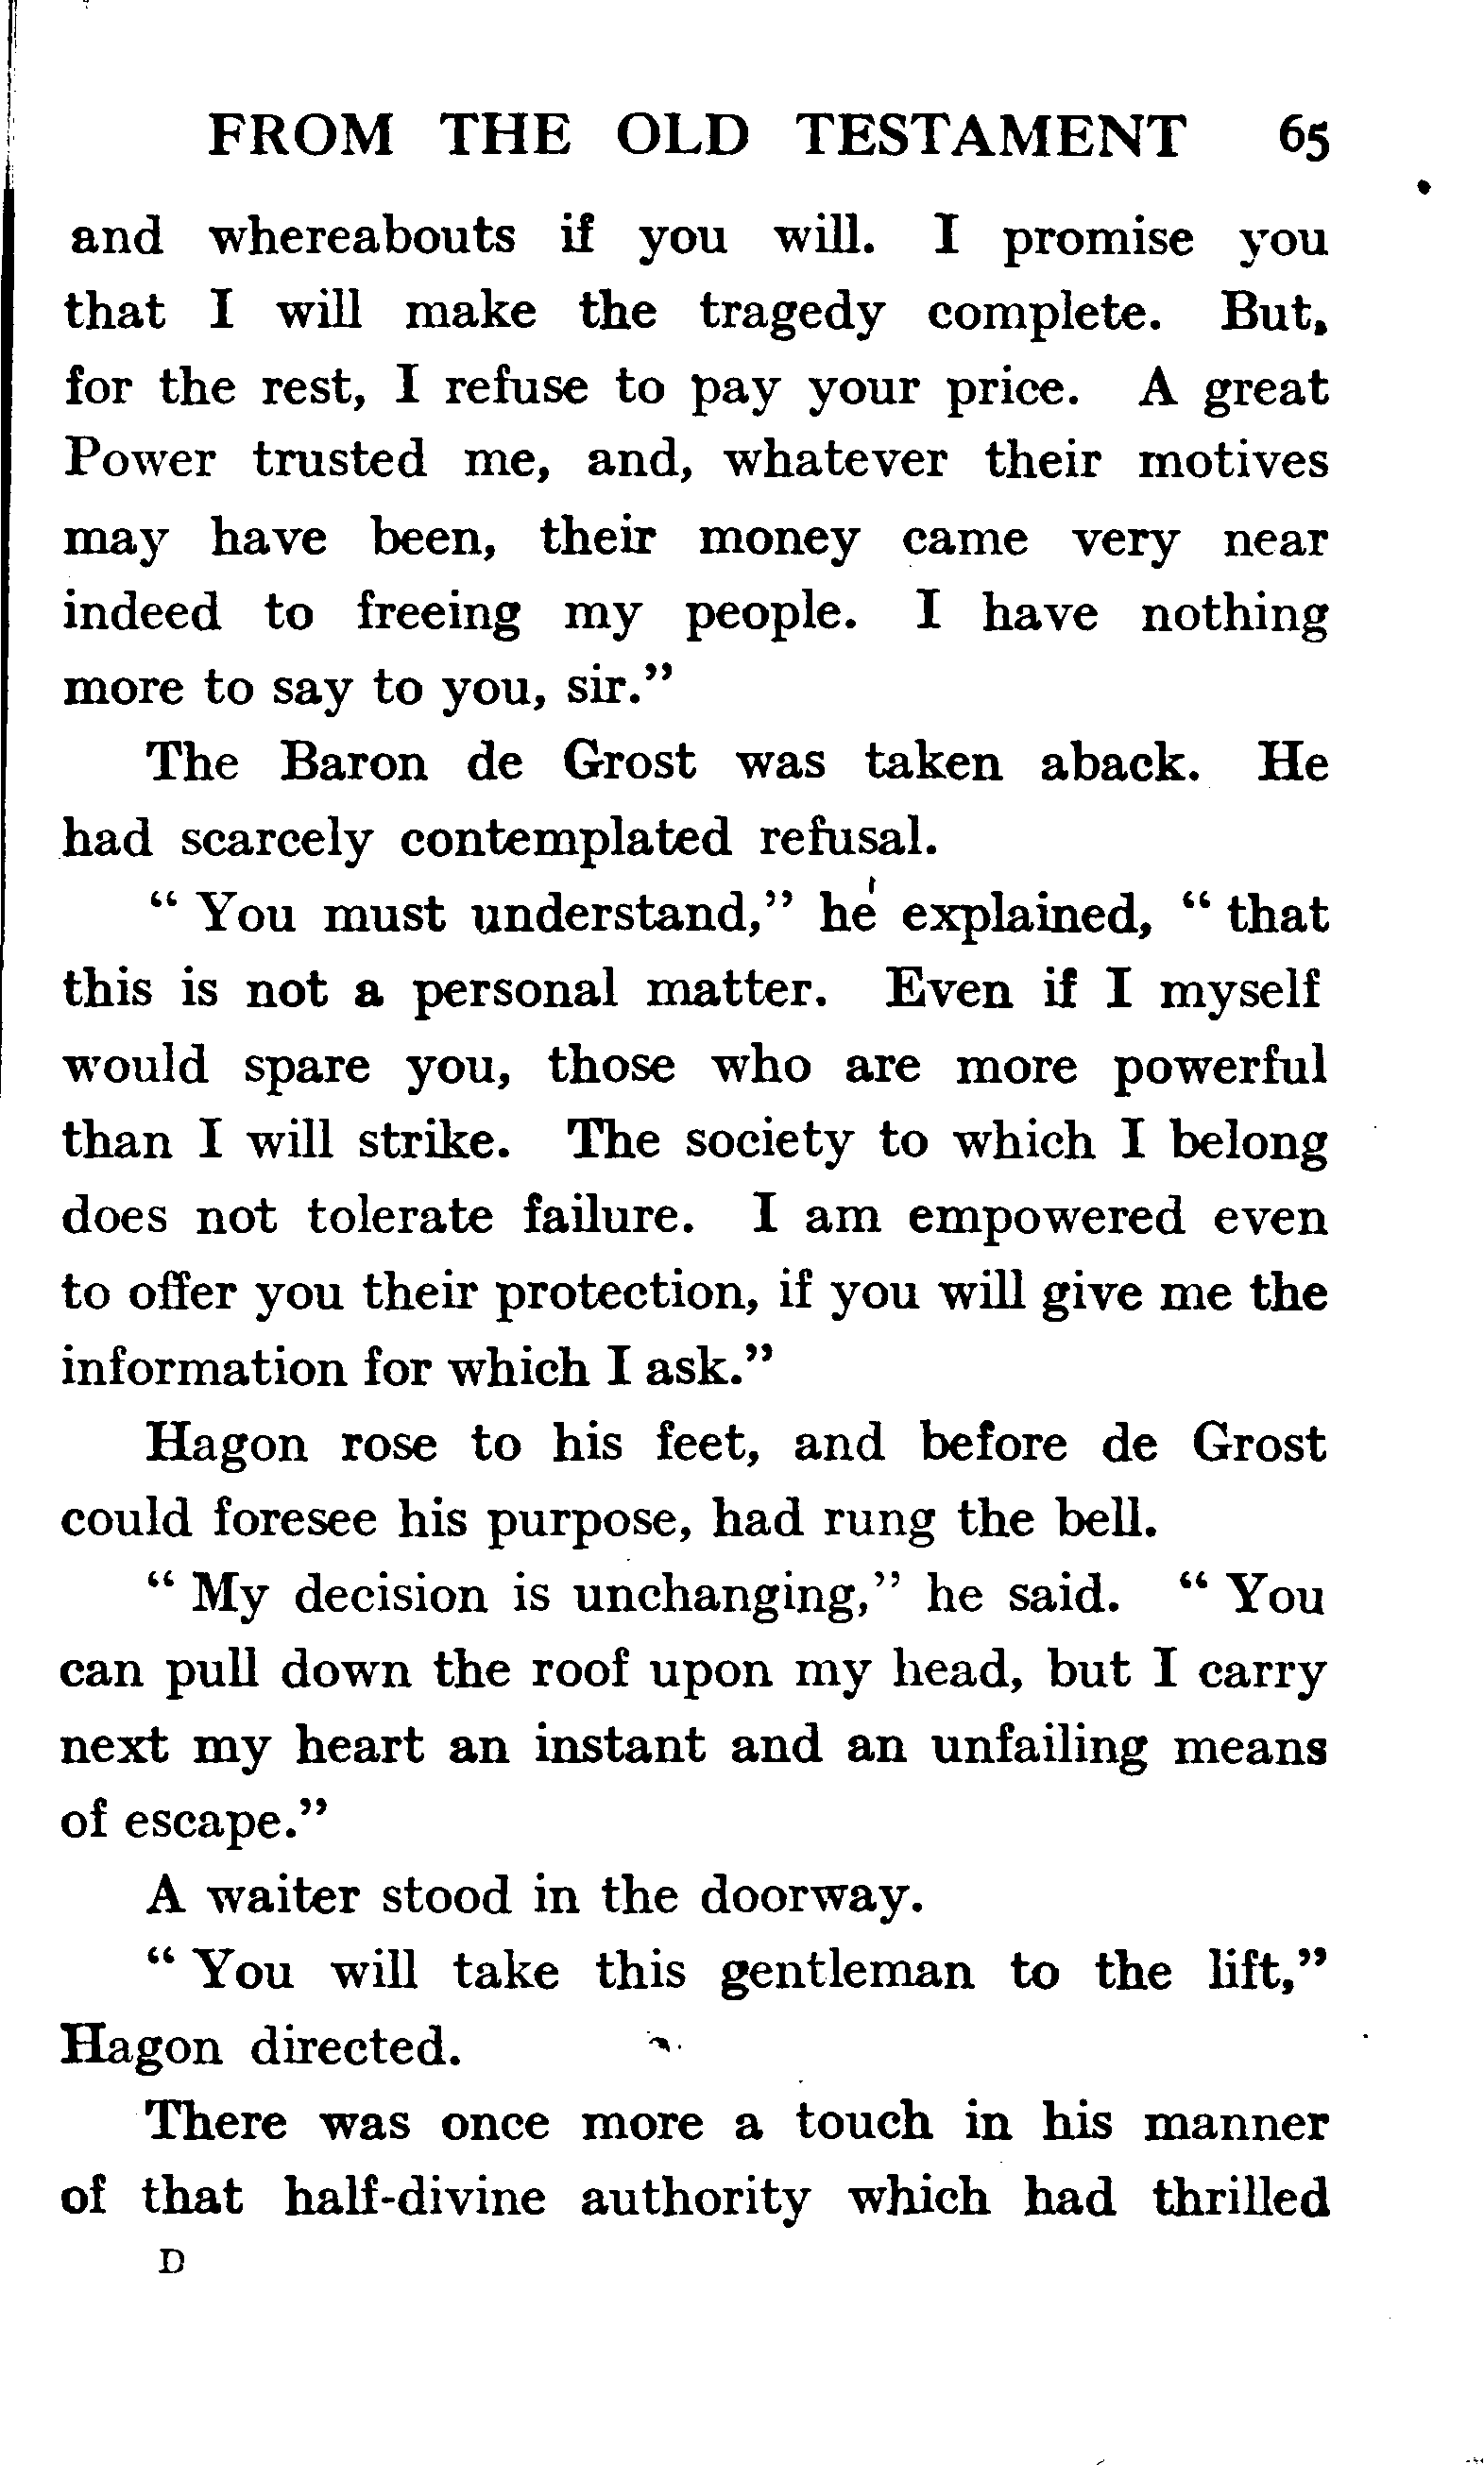 FROM THE OLD TESTAMENT 65
and whereabouts if you will. I promise you
that I will make the tragedy complete. But,
for the rest, I refuse to pay your price. A great
Power trusted me, and, whatever their motives
may have been, their money came very near
indeed to freeing my people. I have nothing
more to say to you, sir.”
The Baron de Grost was taken aback. He
had scarcely contemplated refusal.
“ You must understand,” he explained, “ that
this is not a personal matter. Even if I myself
would spare you, those who are more powerful
than I will strike. The society to which I belong
does not tolerate failure. I am empowered even
to offer you their protection, if you will give me the
information for which I ask.”
Hagon rose to his feet, and before de Grost
could foresee his purpose, had rung the bell.
“ My decision is unchanging,” he said. “ You
can pull down the roof upon my head, but I carry
next my heart an instant and an unfailing means
of escape.”
A waiter stood in the doorway.
“ You will take this gentleman to the lift,”
Hagon directed.
There was once more a touch in his manner
of that half-divine authority which had thrilled
D